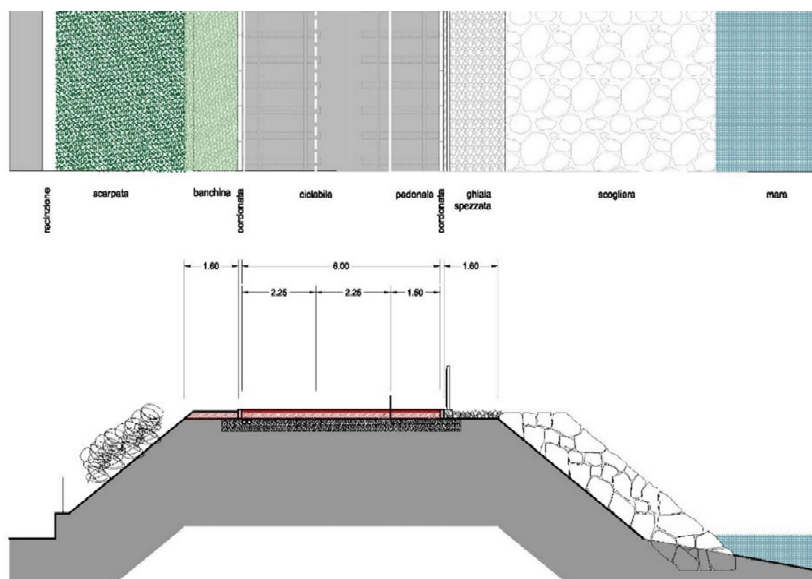 recinzione
scarpata
banchina
cordonata
ciclabile
pedonale
cordonata
ghiaia
spezzata
scogliera
mare
1.60
6.00
1.60
2.25
2.25
1.50